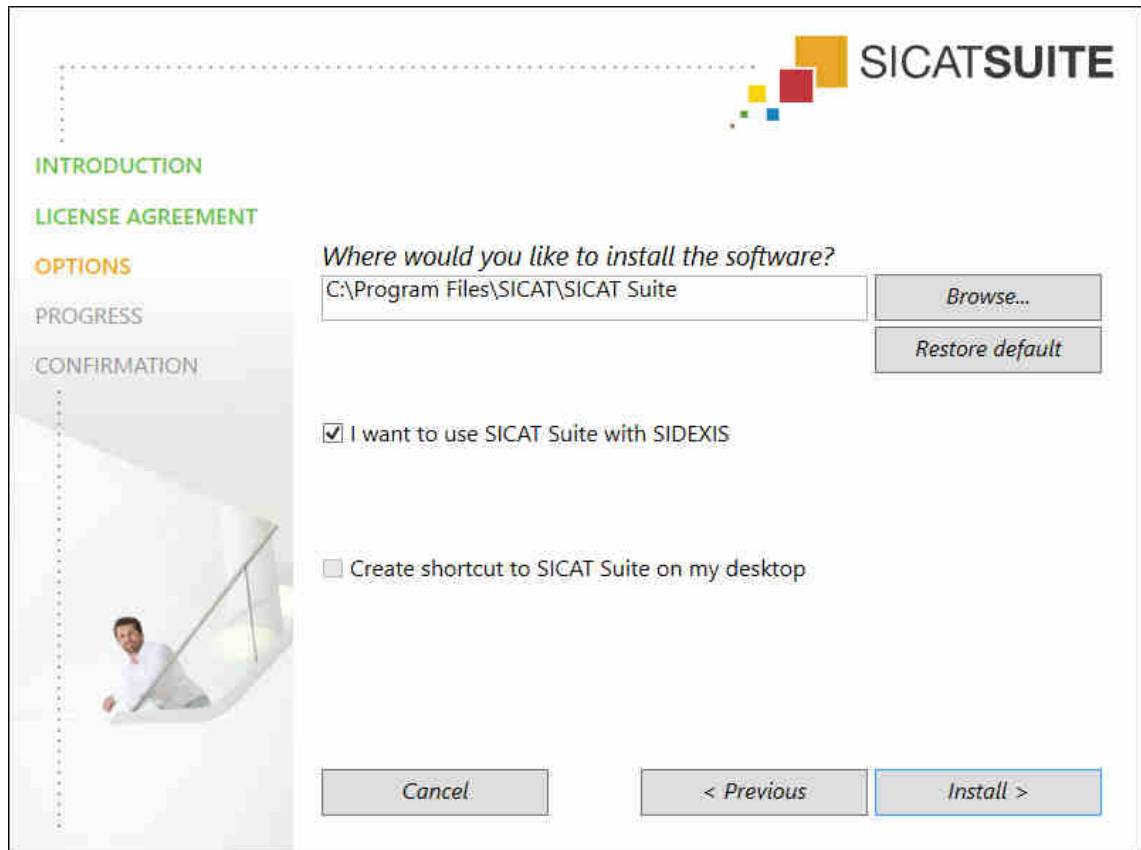 SICATSUITE
INTRODUCTION
LICENSE AGREEMENT
OPTIONS
PROGRESS
CONFIRMATION
Where would you like to install the software?
C:\Program Files\SICAT\SICAT Suite
Browse...
Restore default
I want to use SICAT Suite with SIDEXIS
Create shortcut to SICAT Suite on my desktop
Cancel
< Previous
Install >